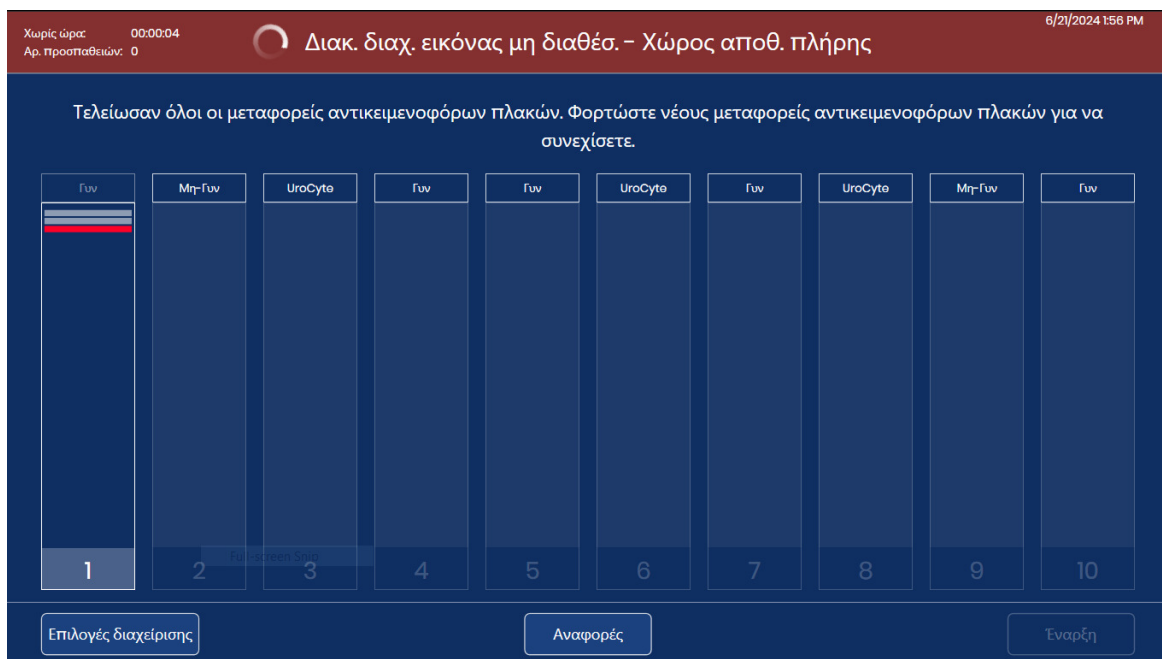 Χωρίς ώρα: 00:00:04
Αρ. προσπαθειών: 0
Διακ. διαχ. εικόνας μη διαθέσ. - Χώρος αποθ. πλήρης
6/21/2024 1:56 PM
Τελείωσαν όλοι οι μεταφορείς αντικειμενοφόρων πλακών. Φορτώστε νέους μεταφορείς αντικειμενοφόρων πλακών για να
συνεχίσετε.
Γυν Μη-Γυν UroCyte Γυν Γυν UroCyte Γυν UroCyte Μη-Γυν Γυν
Full-screen Snip
1 2 3 4 5 6 7 8 9 10
Επιλογές διαχείρισης Αναφορές Έναρξη